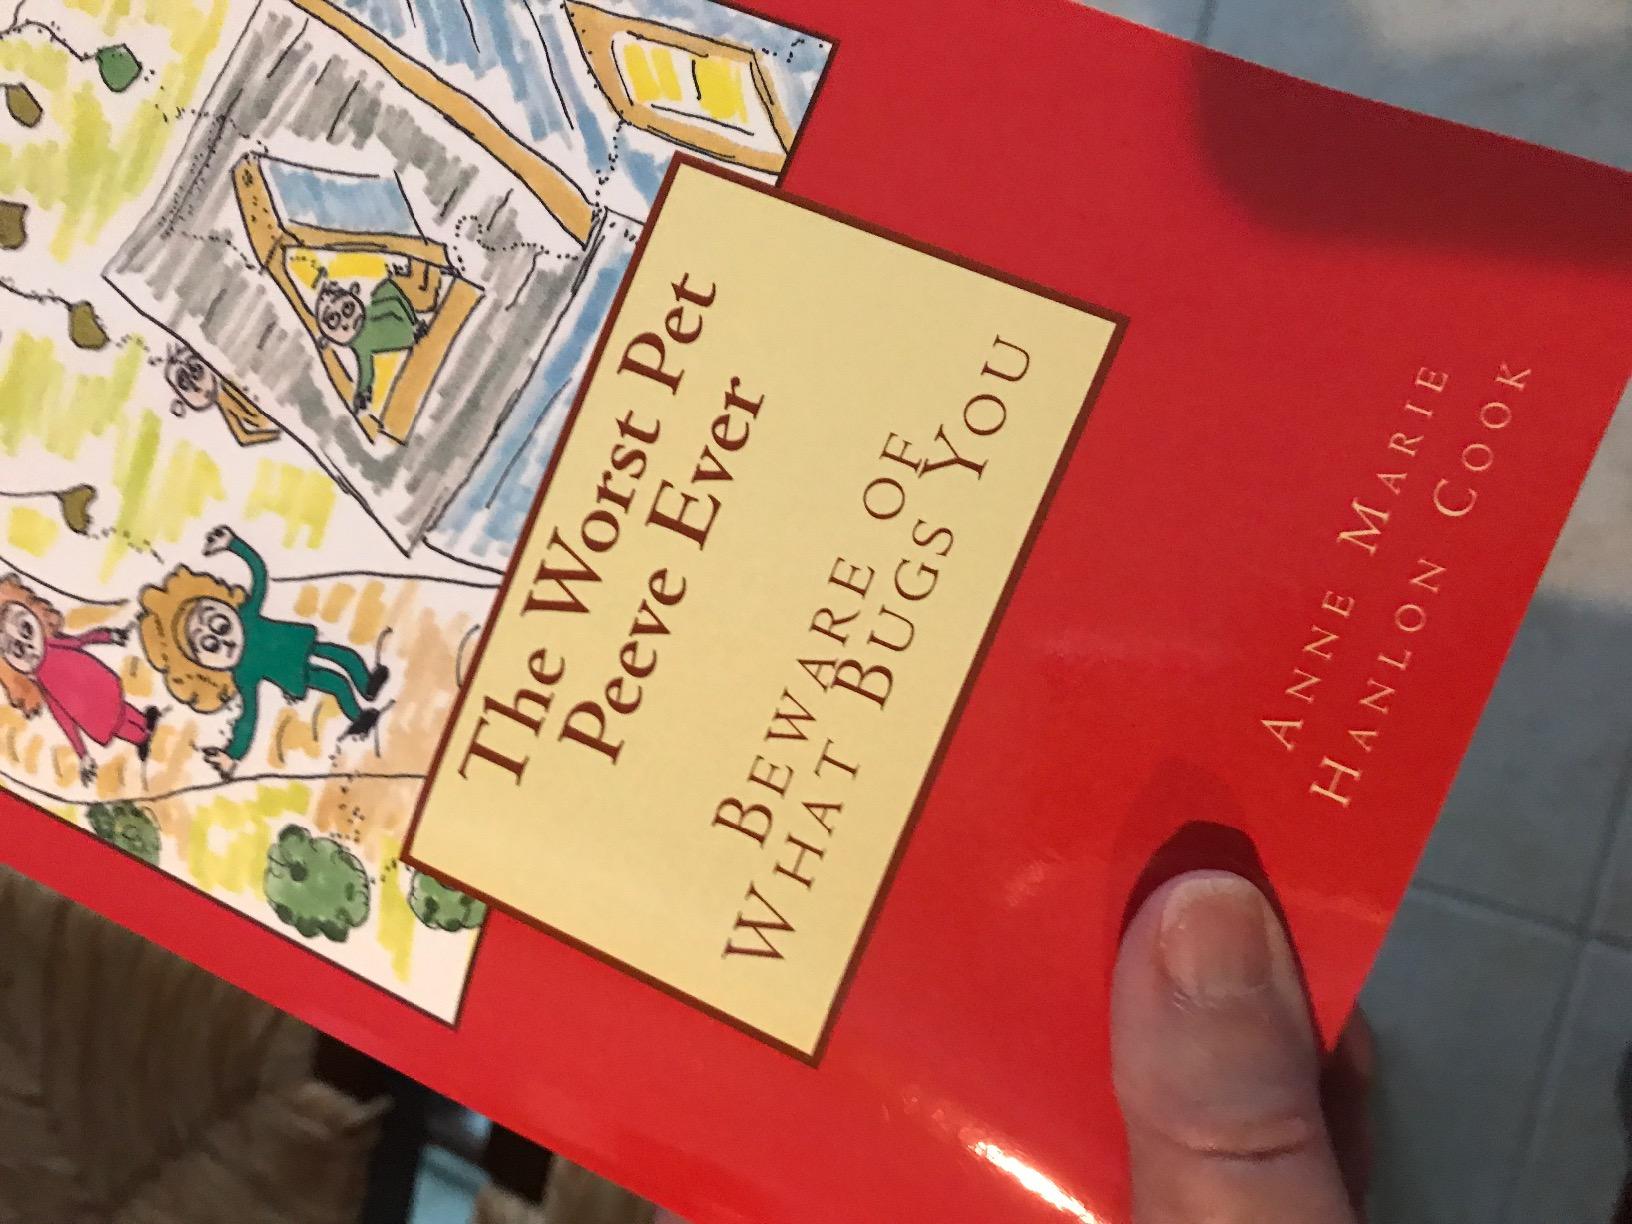 The Worst Pet
Peeve Ever
BEWARE OF
WHAT BUGS YOU
ANNE MARIE
HANLON COOK